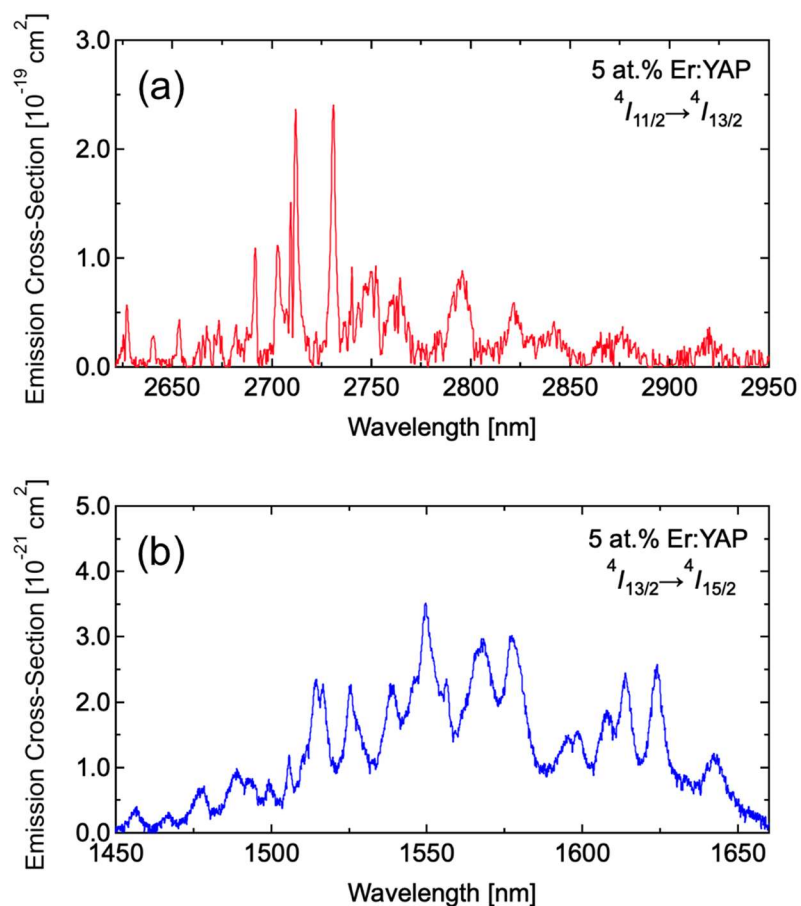 3.0
(a)
5 at.% Er:YAP
⁴I₁₁/₂→⁴I₁₃/₂
2.0
1.0
0.0
Emission Cross-Section [10⁻¹⁹ cm²]
2650 2700 2750 2800 2850 2900 2950
Wavelength [nm]
5.0
(b)
5 at.% Er:YAP
⁴I₁₃/₂→⁴I₁₅/₂
4.0
3.0
2.0
1.0
0.0
Emission Cross-Section [10⁻²¹ cm²]
1450 1500 1550 1600 1650
Wavelength [nm]